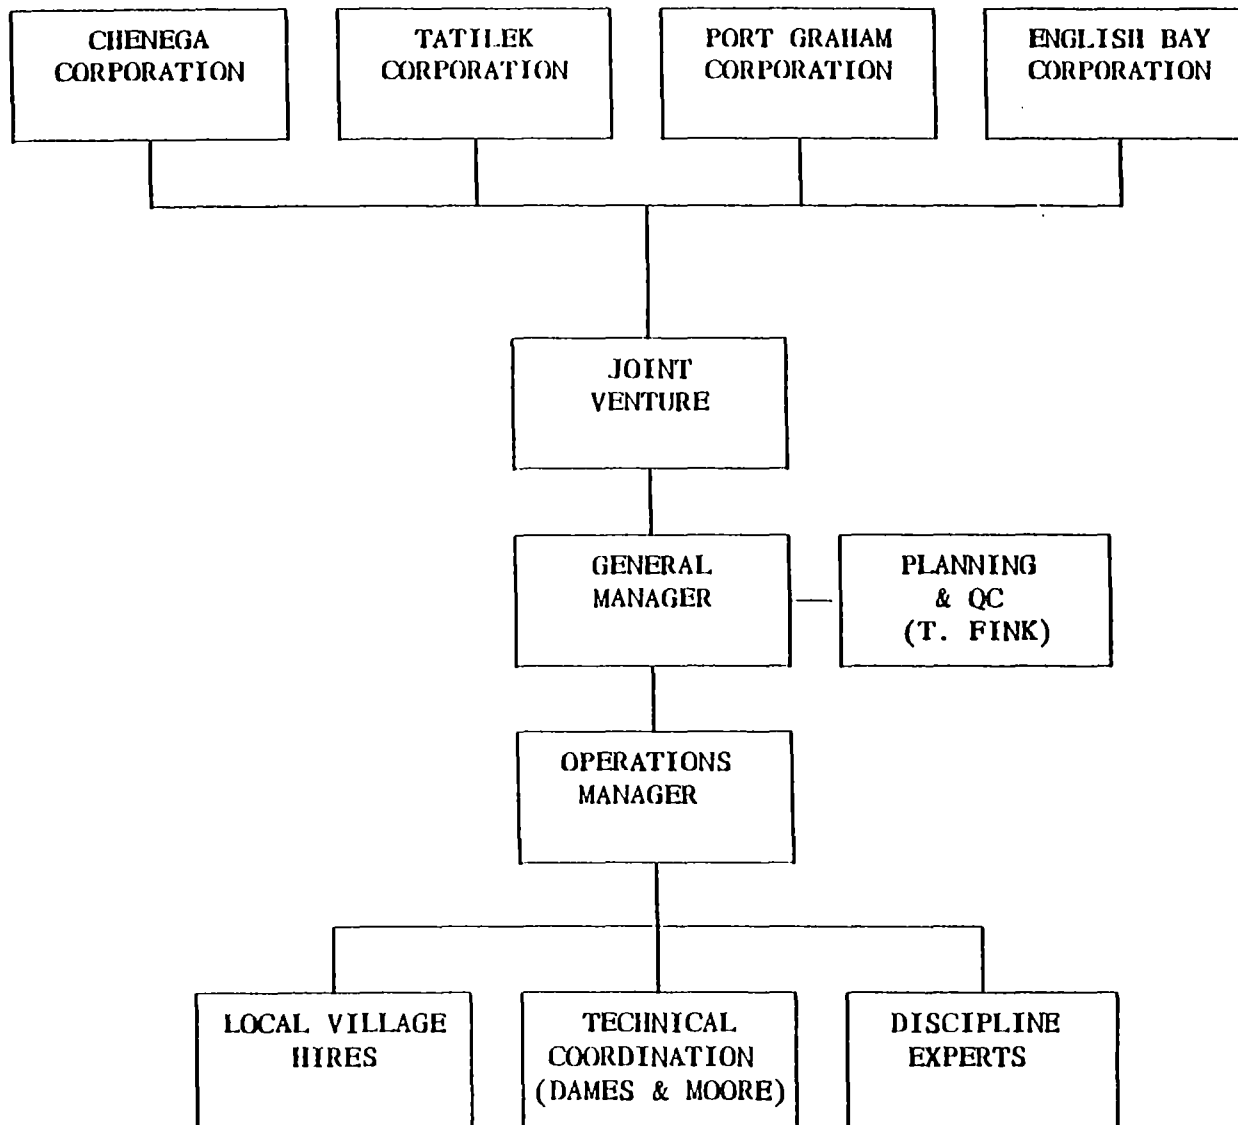 CHENEGA
CORPORATION
TATILEK
CORPORATION
PORT GRAHAM
CORPORATION
ENGLISH BAY
CORPORATION
JOINT
VENTURE
GENERAL
MANAGER
PLANNING
& QC
(T. FINK)
OPERATIONS
MANAGER
LOCAL VILLAGE
HIRES
TECHNICAL
COORDINATION
(DAMES & MOORE)
DISCIPLINE
EXPERTS